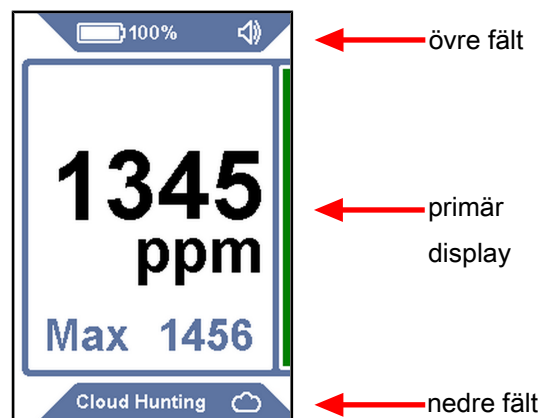 100%
övre fält
1345
ppm
primär
display
Max 1456
Cloud Hunting
nedre fält